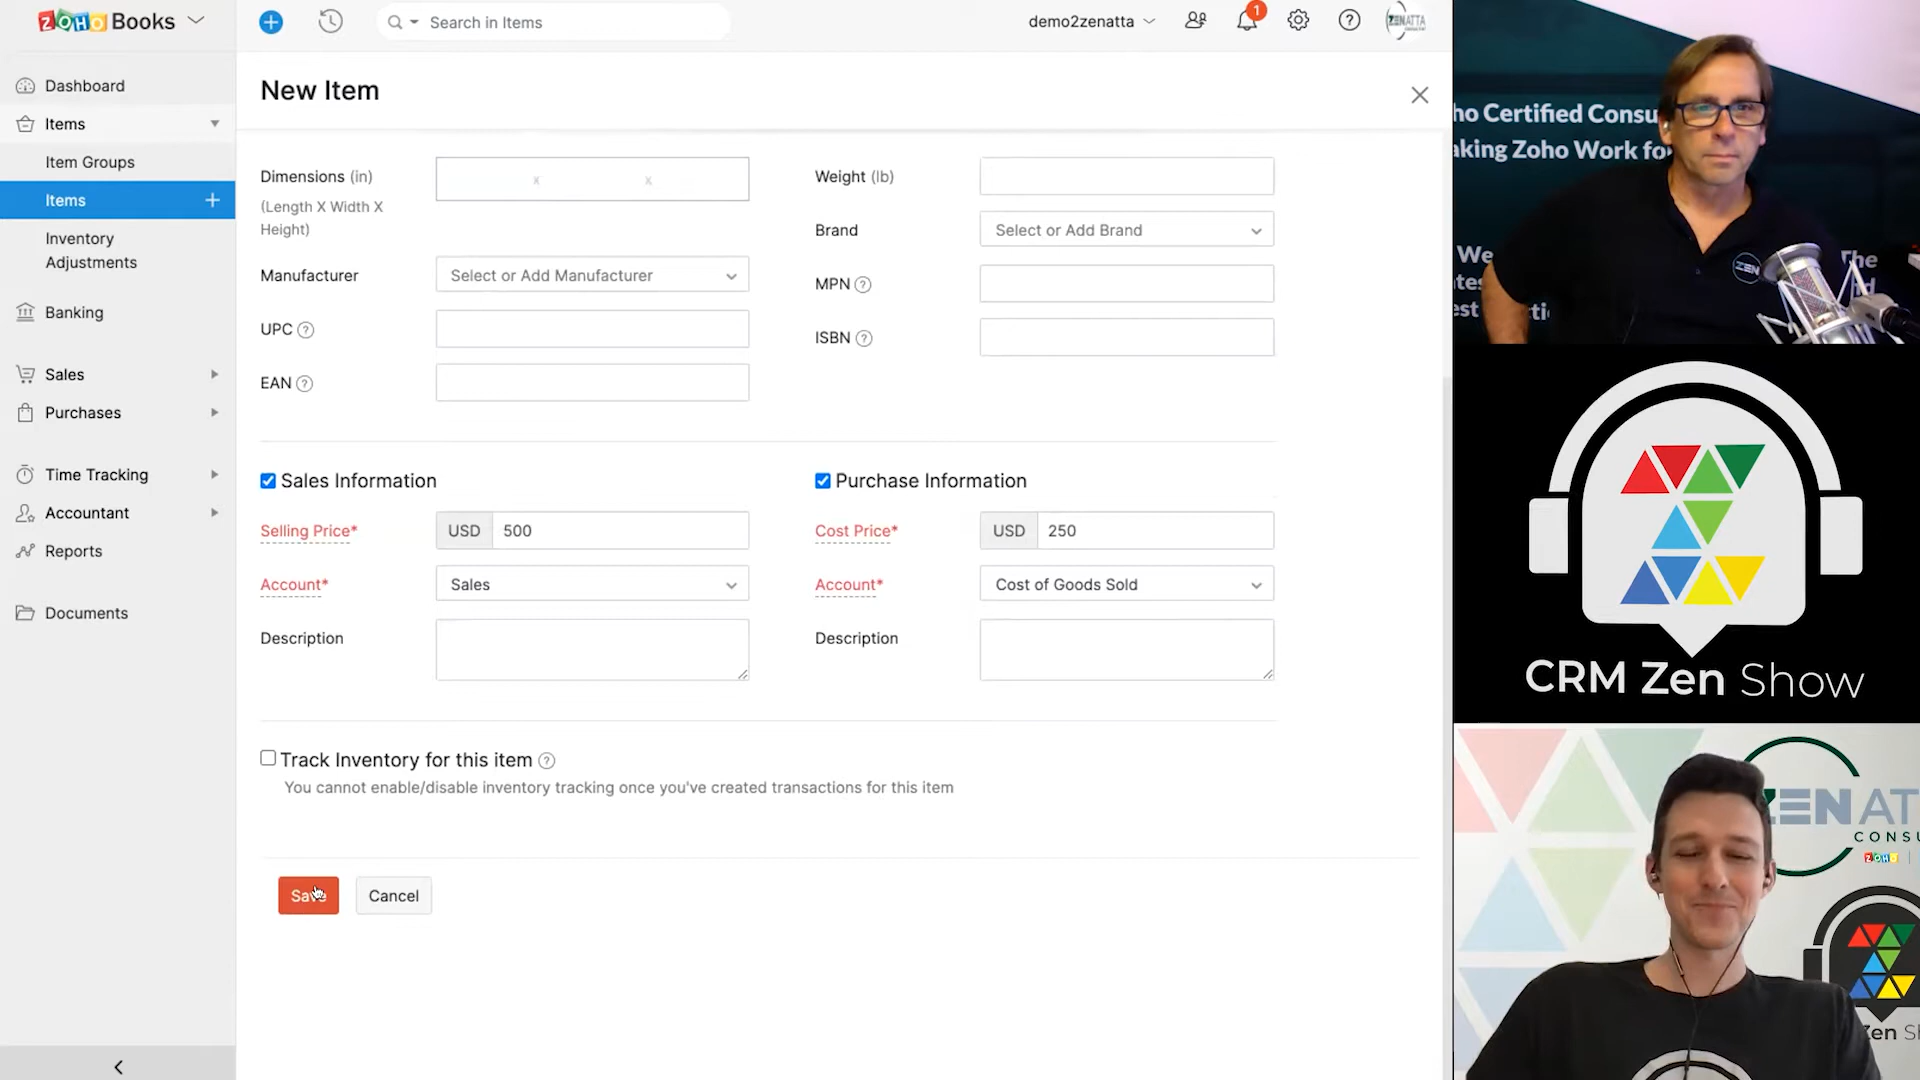 ZOHO Books
Search in Items
demo2zenatta
1
ZENATTA
Dashboard
Items
Item Groups
Items
Inventory
Adjustments
Banking
Sales
Purchases
Time Tracking
Accountant
Reports
Documents
New Item
Dimensions (in)
(Length X Width X
Height)
x x
Weight (lb)
Brand
Select or Add Brand
Manufacturer
Select or Add Manufacturer
MPN
UPC
ISBN
EAN
Sales Information
Purchase Information
Selling Price*
USD 500
Cost Price*
USD 250
Account*
Sales
Account*
Cost of Goods Sold
Description
Description
Track Inventory for this item
You cannot enable/disable inventory tracking once you've created transactions for this item
Save
Cancel
ho Certified Consu
aking Zoho Work fo
We
The
ZEN
CRM Zen Show
ZENAT
CONSU
ZOHO
Zen Sh